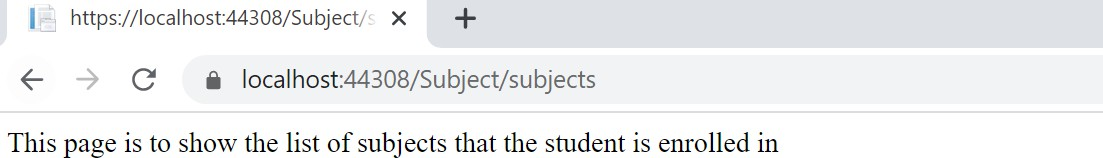 https://localhost:44308/Subject/s
localhost:44308/Subject/subjects
This page is to show the list of subjects that the student is enrolled in